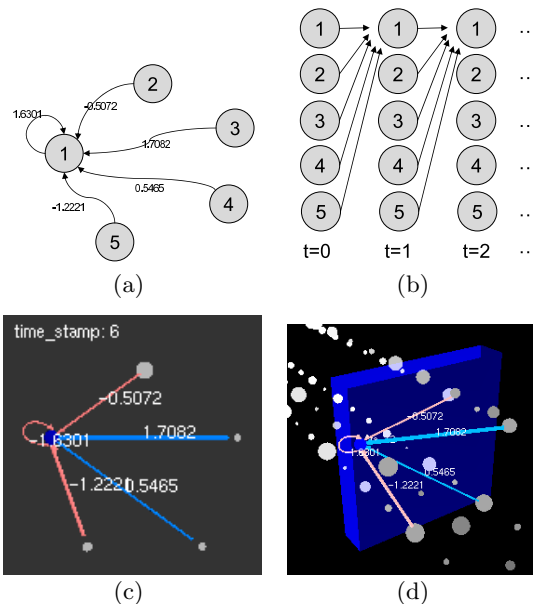 1 1 1 ..
2
-0.5072
1.6301
2 2 2 ..
3
1.7082
1
3 3 3 ..
0.5465
4
4 4 4 ..
-1.2221
5
5 5 5 ..
t=0 t=1 t=2 ..
(a) (b)
time_stamp: 6
-0.5072
-1.6301
1.7082
-1.2221
0.5465
-0.5072
1.7082
1.6301
0.5465
-1.2221
(c) (d)